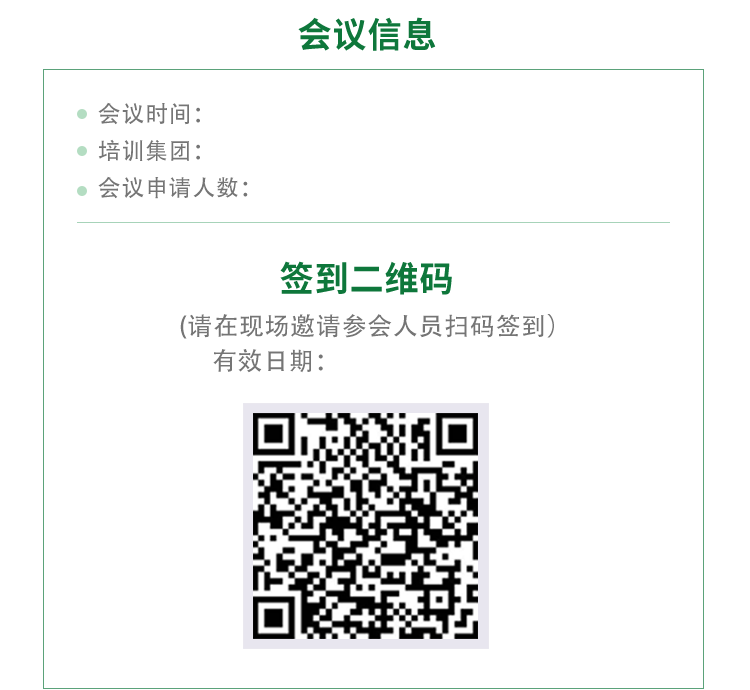 会议信息
会议时间：
培训集团：
会议申请人数：
签到二维码
(请在现场邀请参会人员扫码签到）
有效日期：